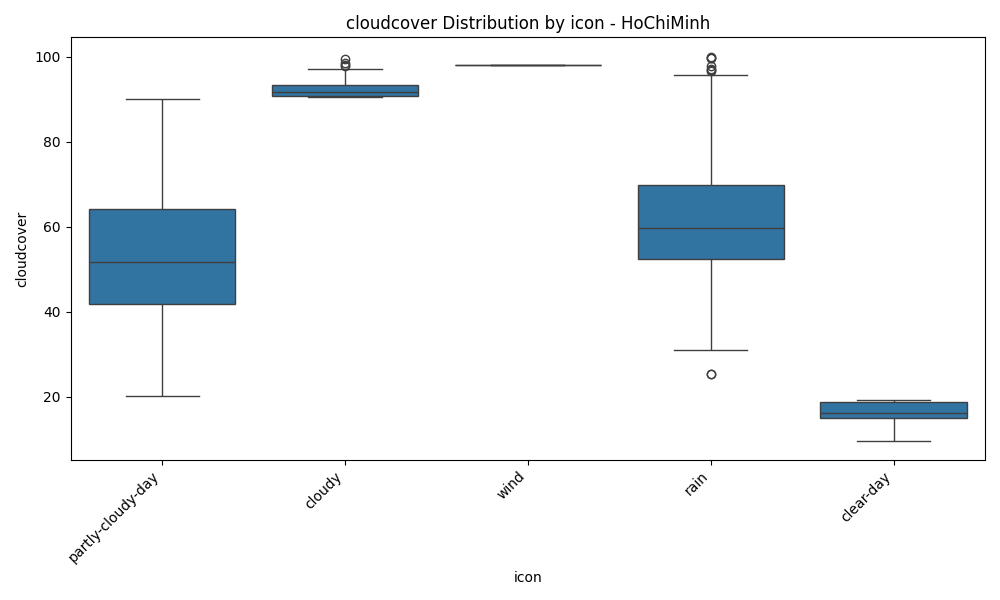 cloudcover Distribution by icon - HoChiMinh
cloudcover
100
80
60
40
20
partly-cloudy-day
cloudy
wind
rain
clear-day
icon